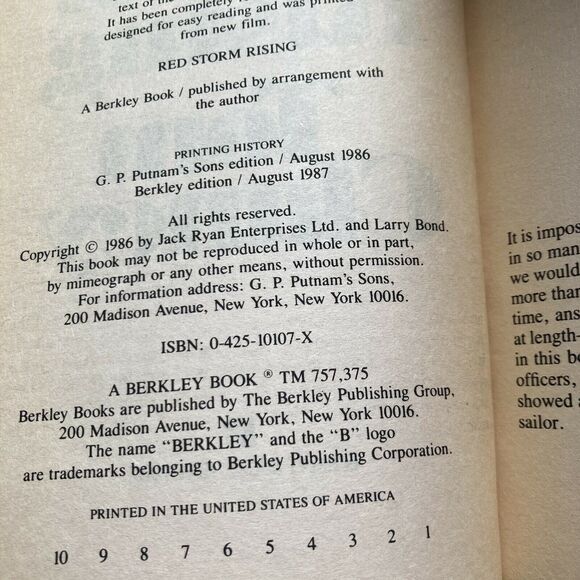 text of the
It has been completely
designed for easy reading and was printed
from new film.
RED STORM RISING
A Berkley Book / published by arrangement with
the author
PRINTING HISTORY
G. P. Putnam's Sons edition / August 1986
Berkley edition / August 1987
All rights reserved.
Copyright © 1986 by Jack Ryan Enterprises Ltd. and Larry Bond.
This book may not be reproduced in whole or in part,
by mimeograph or any other means, without permission.
For information address: G. P. Putnam's Sons,
200 Madison Avenue, New York, New York 10016.
ISBN: 0-425-10107-X
A BERKLEY BOOK ® TM 757,375
Berkley Books are published by The Berkley Publishing Group,
200 Madison Avenue, New York, New York 10016.
The name "BERKLEY" and the "B" logo
are trademarks belonging to Berkley Publishing Corporation.
PRINTED IN THE UNITED STATES OF AMERICA
10 9 8 7 6 5 4 3 2 1
It is impos
in so man
we would
more than
time, ans
at length-
in this bo
officers,
showed a
sailor.